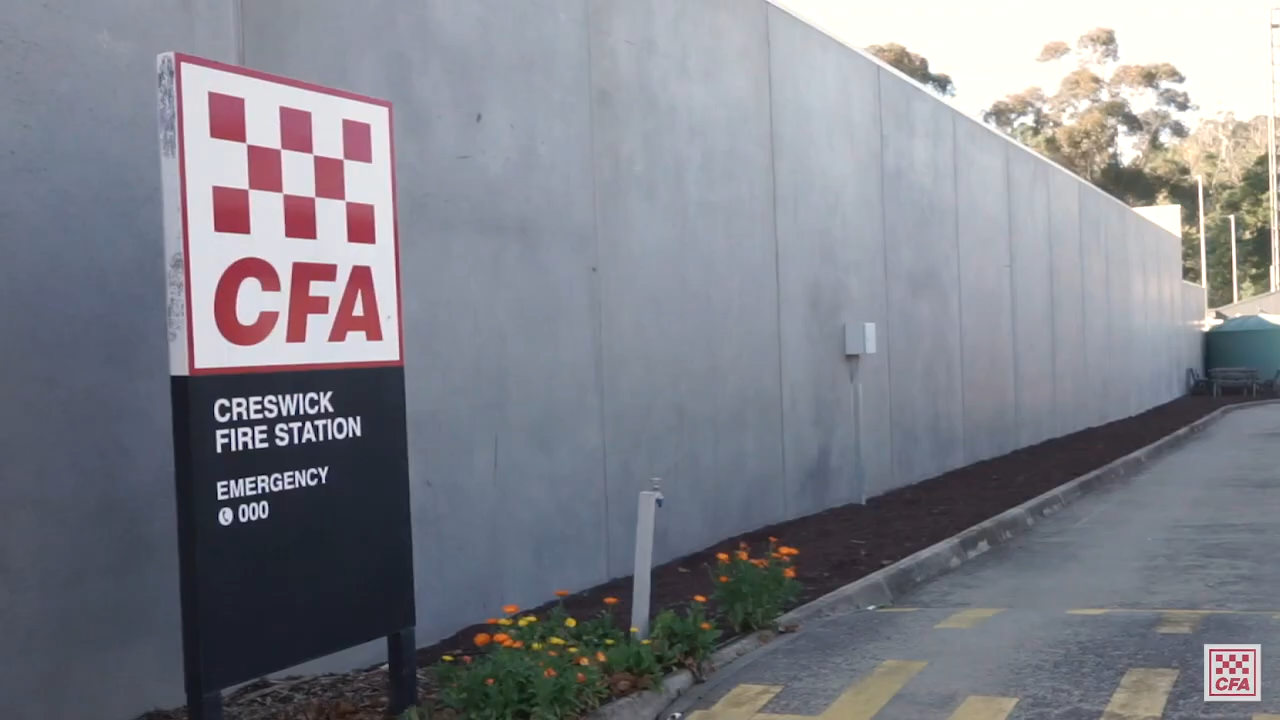 CFA
CRESWICK
FIRE STATION
EMERGENCY
000
CFA